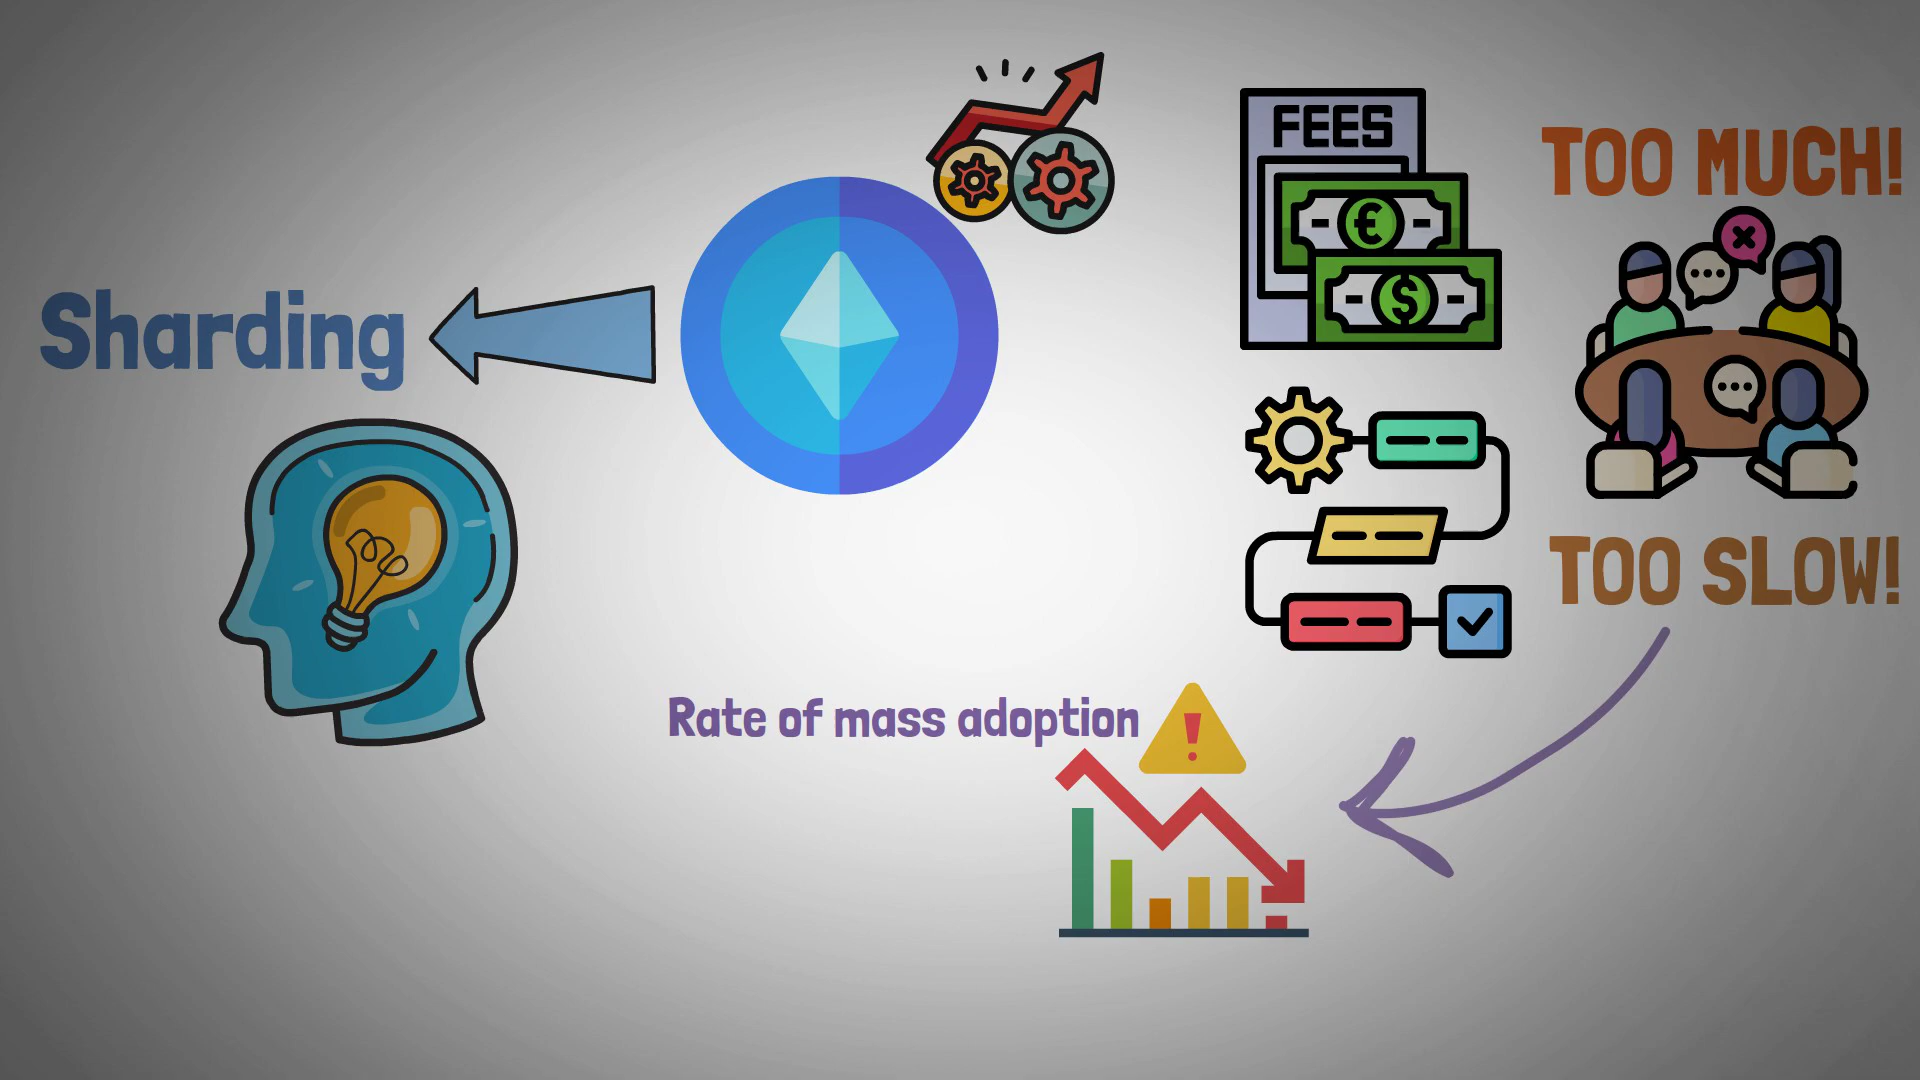 FEES
TOO MUCH!
Sharding
TOO SLOW!
Rate of mass adoption